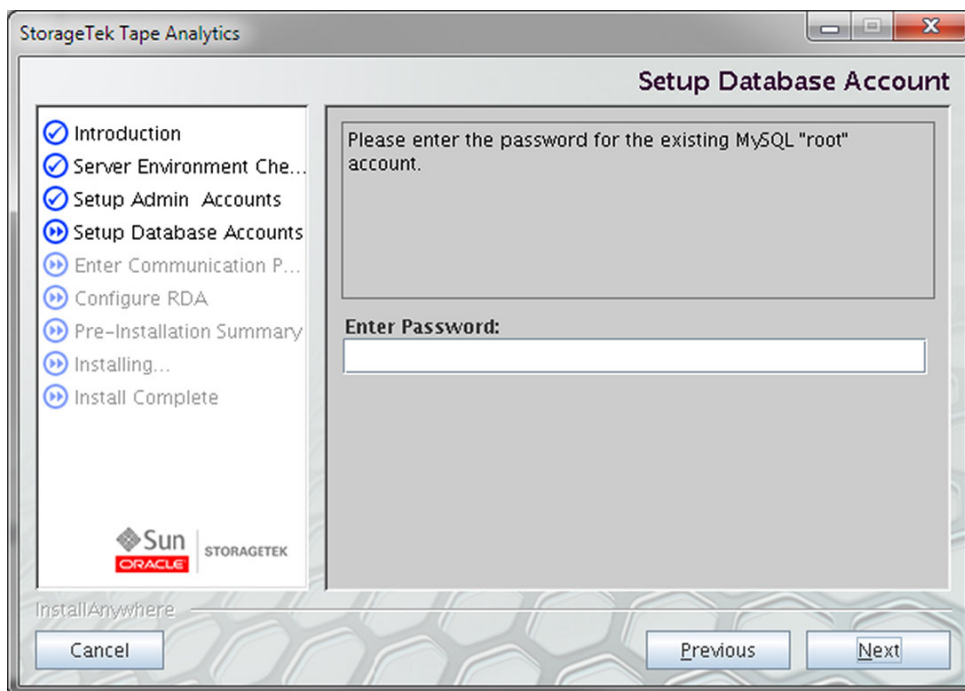 StorageTek Tape Analytics
Setup Database Account
Introduction
Server Environment Che...
Setup Admin Accounts
Setup Database Accounts
Enter Communication P...
Configure RDA
Pre-Installation Summary
Installing...
Install Complete
Sun
ORACLE
STORAGETEK
Please enter the password for the existing MySQL "root"
account.
Enter Password:
InstallAnywhere
Cancel
Previous
Next